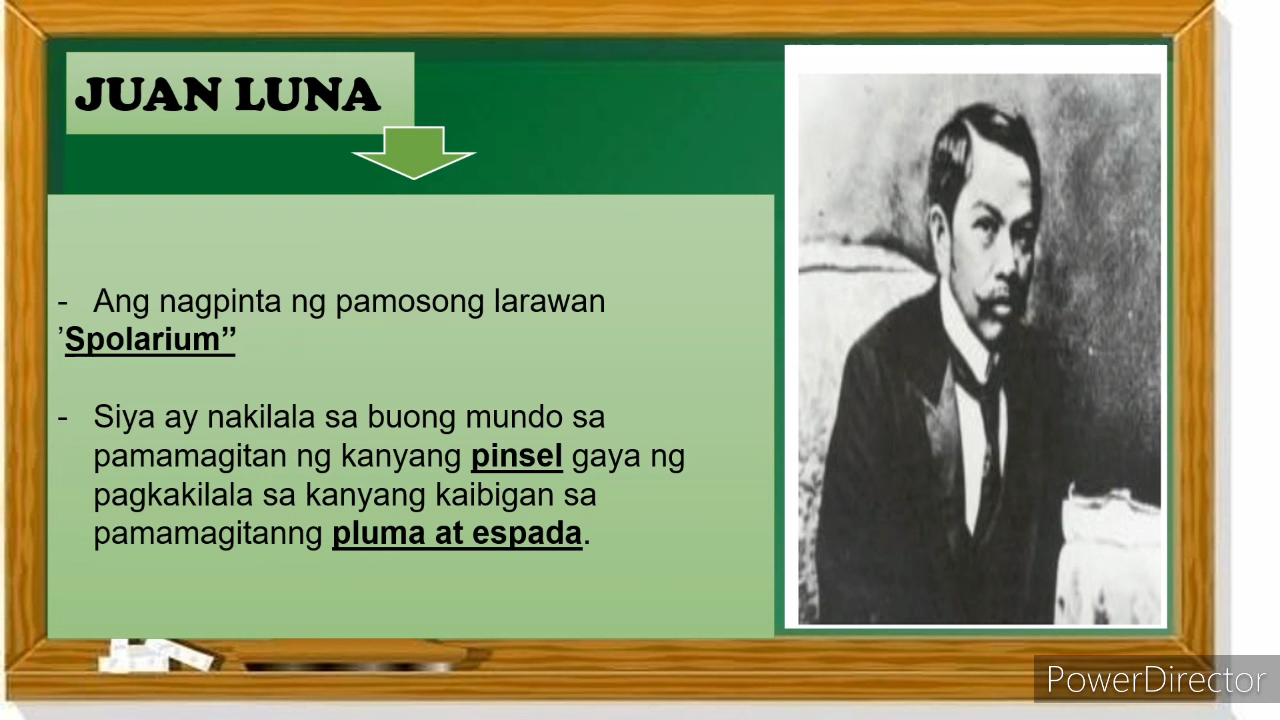 JUAN LUNA
- Ang nagpinta ng pamosong larawan
’Spolarium”
- Siya ay nakilala sa buong mundo sa
pamamagitan ng kanyang pinsel gaya ng
pagkakilala sa kanyang kaibigan sa
pamamagitanng pluma at espada.
PowerDirector